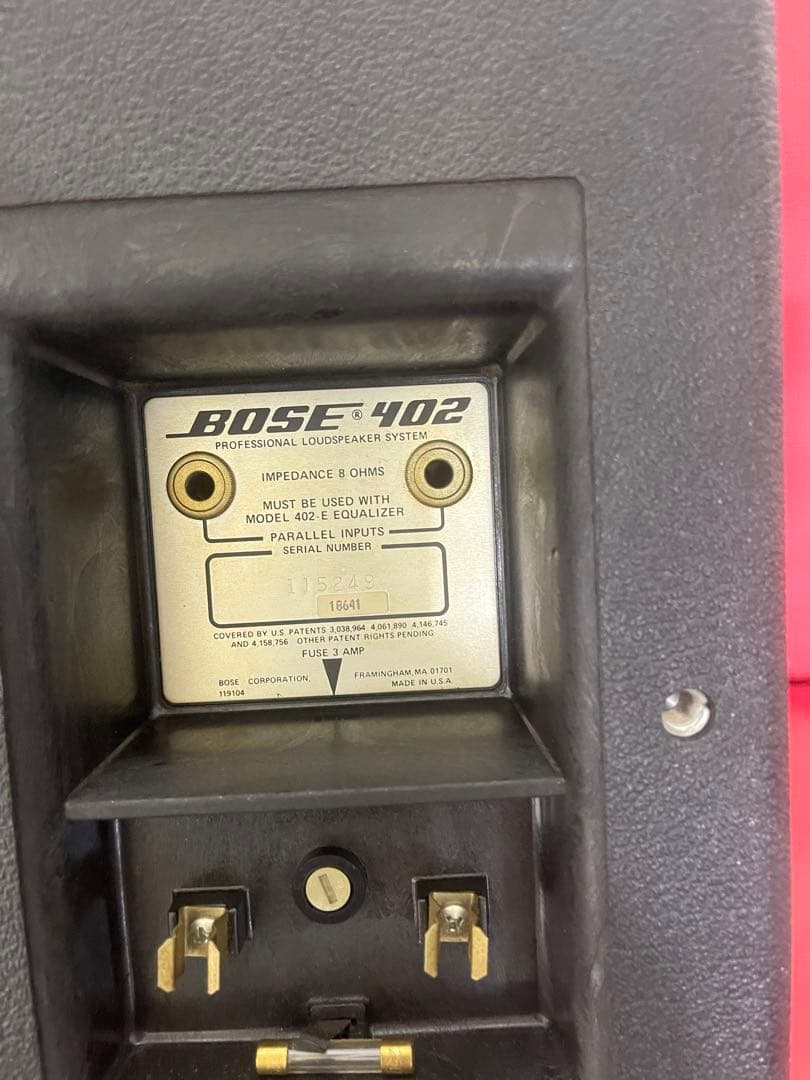 BOSE® 402
PROFESSIONAL LOUDSPEAKER SYSTEM
IMPEDANCE 8 OHMS
MUST BE USED WITH
MODEL 402-E EQUALIZER
PARALLEL INPUTS
SERIAL NUMBER
115249
18641
COVERED BY U.S. PATENTS 3,038,964 4,061,890 4,146,745
AND 4,158,756 OTHER PATENT RIGHTS PENDING
FUSE 3 AMP
BOSE CORPORATION, FRAMINGHAM, MA 01701
119104 MADE IN U.S.A.